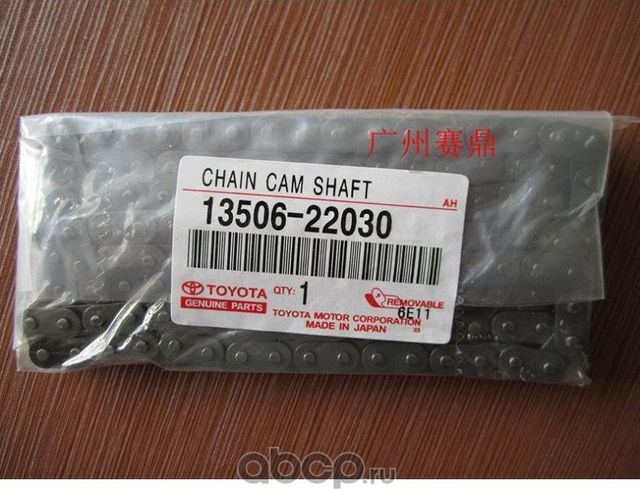 广州赛鼎
CHAIN CAM SHAFT
AH
13506-22030
TOYOTA
GENUINE PARTS
QTY: 1
REMOVABLE
6E11
TOYOTA MOTOR CORPORATION
MADE IN JAPAN
23
abcp.ru